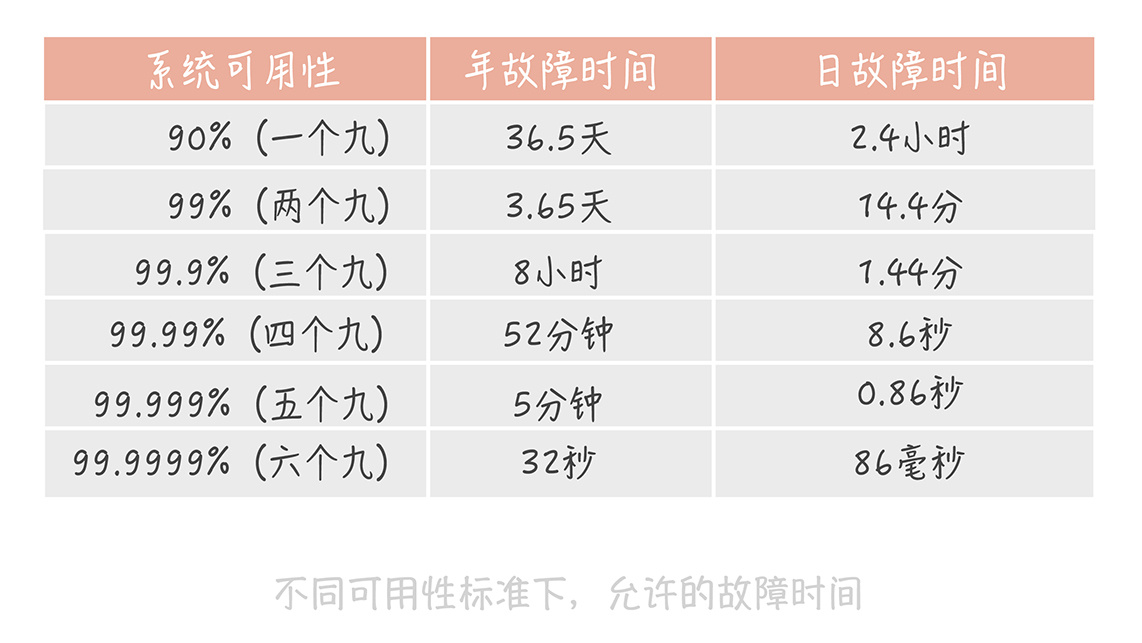 系统可用性 年故障时间 日故障时间
90% (一个九) 36.5天 2.4小时
99% (两个九) 3.65天 14.4分
99.9% (三个九) 8小时 1.44分
99.99% (四个九) 52分钟 8.6秒
99.999% (五个九) 5分钟 0.86秒
99.9999% (六个九) 32秒 86毫秒
不同可用性标准下，允许的故障时间